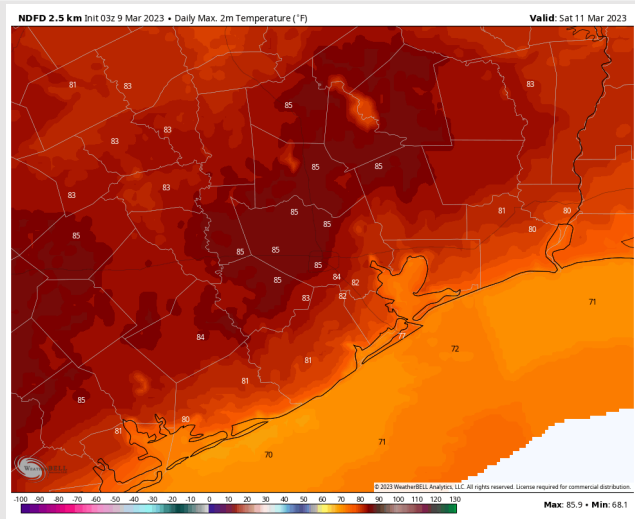 NDFD 2.5 km Init 03z 9 Mar 2023 • Daily Max. 2m Temperature (°F) Valid: Sat 11 Mar 2023
81 83 85 83
83 83
85 85
83 83
85 81 80
85 85 80
85 85
85 84 82
85 83 82 71
84 77
72
81
81
85
80
81
71
70
WeatherBELL
© 2023 WeatherBELL Analytics, LLC. All rights reserved. License required for commercial distribution.
-100 -90 -80 -70 -60 -50 -40 -30 -20 -10 0 10 20 30 40 50 60 70 80 90 100 110 120 130
Max: 85.9 • Min: 68.1